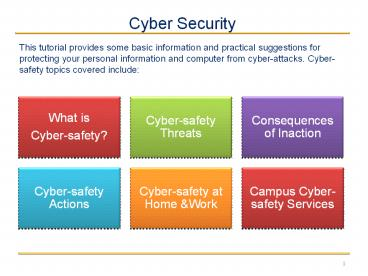 Cyber Security
This tutorial provides some basic information and practical suggestions for
protecting your personal information and computer from cyber-attacks. Cyber-
safety topics covered include:
What is
Cyber-safety?
Cyber-safety
Threats
Consequences
of Inaction
Cyber-safety
Actions
Cyber-safety at
Home &Work
Campus Cyber-
safety Services